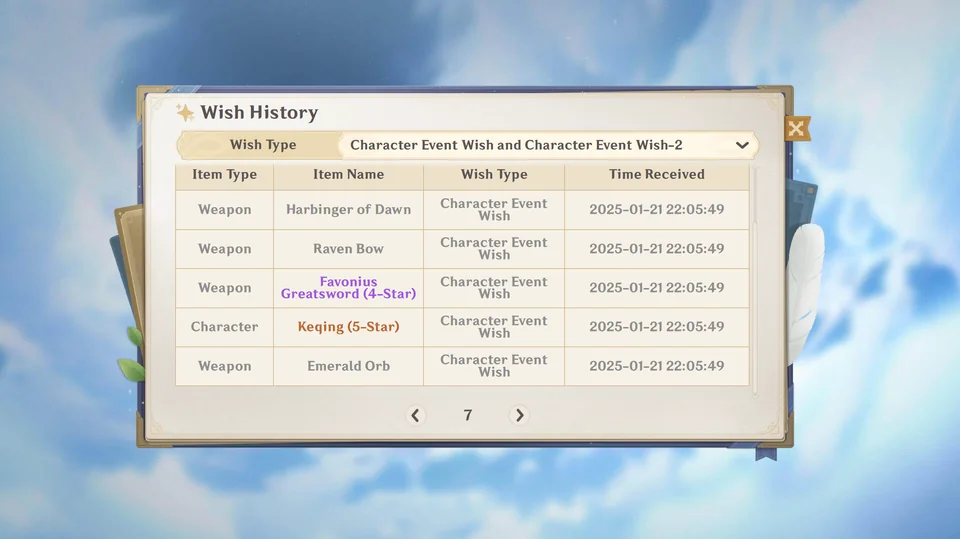 Wish History
Wish Type
Character Event Wish and Character Event Wish-2
Item Type
Item Name
Wish Type
Time Received
Weapon
Harbinger of Dawn
Character Event
Wish
2025-01-21 22:05:49
Weapon
Raven Bow
Character Event
Wish
2025-01-21 22:05:49
Weapon
Favonius
Greatsword (4-Star)
Character Event
Wish
2025-01-21 22:05:49
Character
Keqing (5-Star)
Character Event
Wish
2025-01-21 22:05:49
Weapon
Emerald Orb
Character Event
Wish
2025-01-21 22:05:49
7